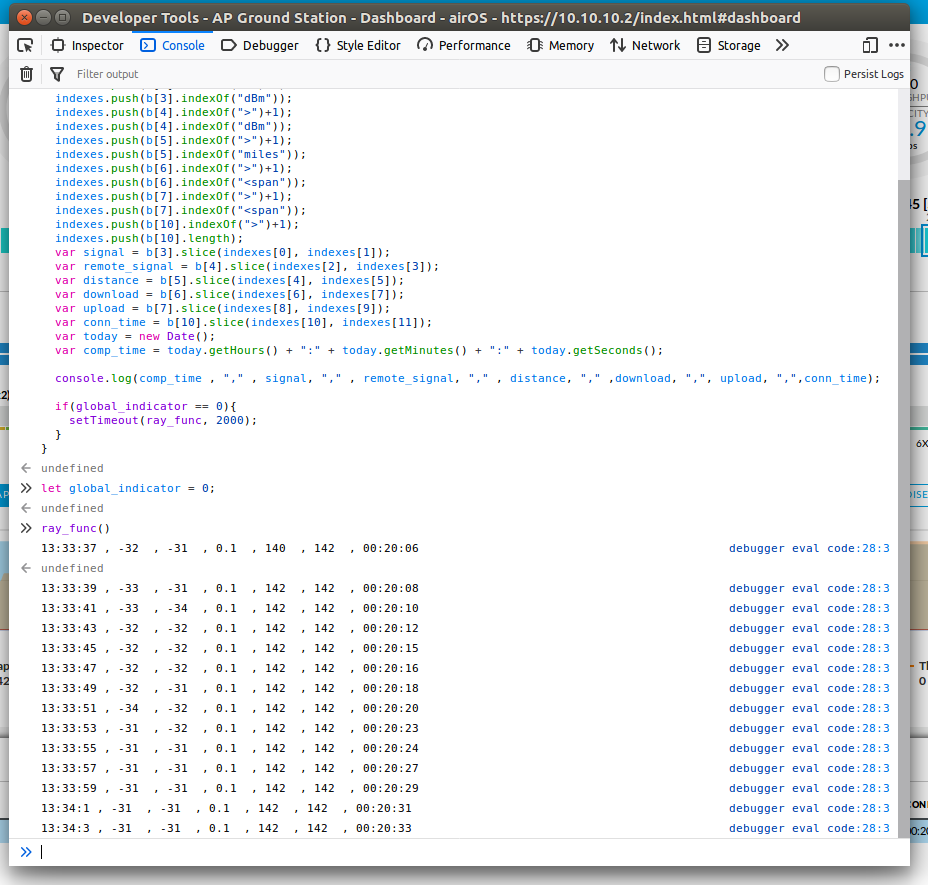 Developer Tools - AP Ground Station - Dashboard - airOS - https://10.10.10.2/index.html#dashboard
Inspector Console Debugger {} Style Editor Performance Memory Network Storage
Filter output Persist Logs
indexes.push(b[3].indexOf("dBm"));
indexes.push(b[4].indexOf(">")+1);
indexes.push(b[4].indexOf("dBm"));
indexes.push(b[5].indexOf(">")+1);
indexes.push(b[5].indexOf("miles"));
indexes.push(b[6].indexOf(">")+1);
indexes.push(b[6].indexOf("<span"));
indexes.push(b[7].indexOf(">")+1);
indexes.push(b[7].indexOf("<span"));
indexes.push(b[10].indexOf(">")+1);
indexes.push(b[10].length);
var signal = b[3].slice(indexes[0], indexes[1]);
var remote_signal = b[4].slice(indexes[2], indexes[3]);
var distance = b[5].slice(indexes[4], indexes[5]);
var download = b[6].slice(indexes[6], indexes[7]);
var upload = b[7].slice(indexes[8], indexes[9]);
var conn_time = b[10].slice(indexes[10], indexes[11]);
var today = new Date();
var comp_time = today.getHours() + ":" + today.getMinutes() + ":" + today.getSeconds();
console.log(comp_time , "," , signal, "," , remote_signal, "," , distance, "," ,download, ",", upload, ",",conn_time);
if(global_indicator == 0){
setTimeout(ray_func, 2000);
}
}
undefined
let global_indicator = 0;
undefined
ray_func()
13:33:37 , -32 , -31 , 0.1 , 140 , 142 , 00:20:06 debugger eval code:28:3
undefined
13:33:39 , -33 , -31 , 0.1 , 142 , 142 , 00:20:08 debugger eval code:28:3
13:33:41 , -33 , -34 , 0.1 , 142 , 142 , 00:20:10 debugger eval code:28:3
13:33:43 , -32 , -32 , 0.1 , 142 , 142 , 00:20:12 debugger eval code:28:3
13:33:45 , -32 , -32 , 0.1 , 142 , 142 , 00:20:15 debugger eval code:28:3
13:33:47 , -32 , -32 , 0.1 , 142 , 142 , 00:20:16 debugger eval code:28:3
13:33:49 , -32 , -31 , 0.1 , 142 , 142 , 00:20:18 debugger eval code:28:3
13:33:51 , -34 , -32 , 0.1 , 142 , 142 , 00:20:20 debugger eval code:28:3
13:33:53 , -31 , -32 , 0.1 , 142 , 142 , 00:20:23 debugger eval code:28:3
13:33:55 , -31 , -31 , 0.1 , 142 , 142 , 00:20:24 debugger eval code:28:3
13:33:57 , -31 , -31 , 0.1 , 142 , 142 , 00:20:27 debugger eval code:28:3
13:33:59 , -31 , -31 , 0.1 , 142 , 142 , 00:20:29 debugger eval code:28:3
13:34:1 , -31 , -31 , 0.1 , 142 , 142 , 00:20:31 debugger eval code:28:3
13:34:3 , -31 , -31 , 0.1 , 142 , 142 , 00:20:33 debugger eval code:28:3